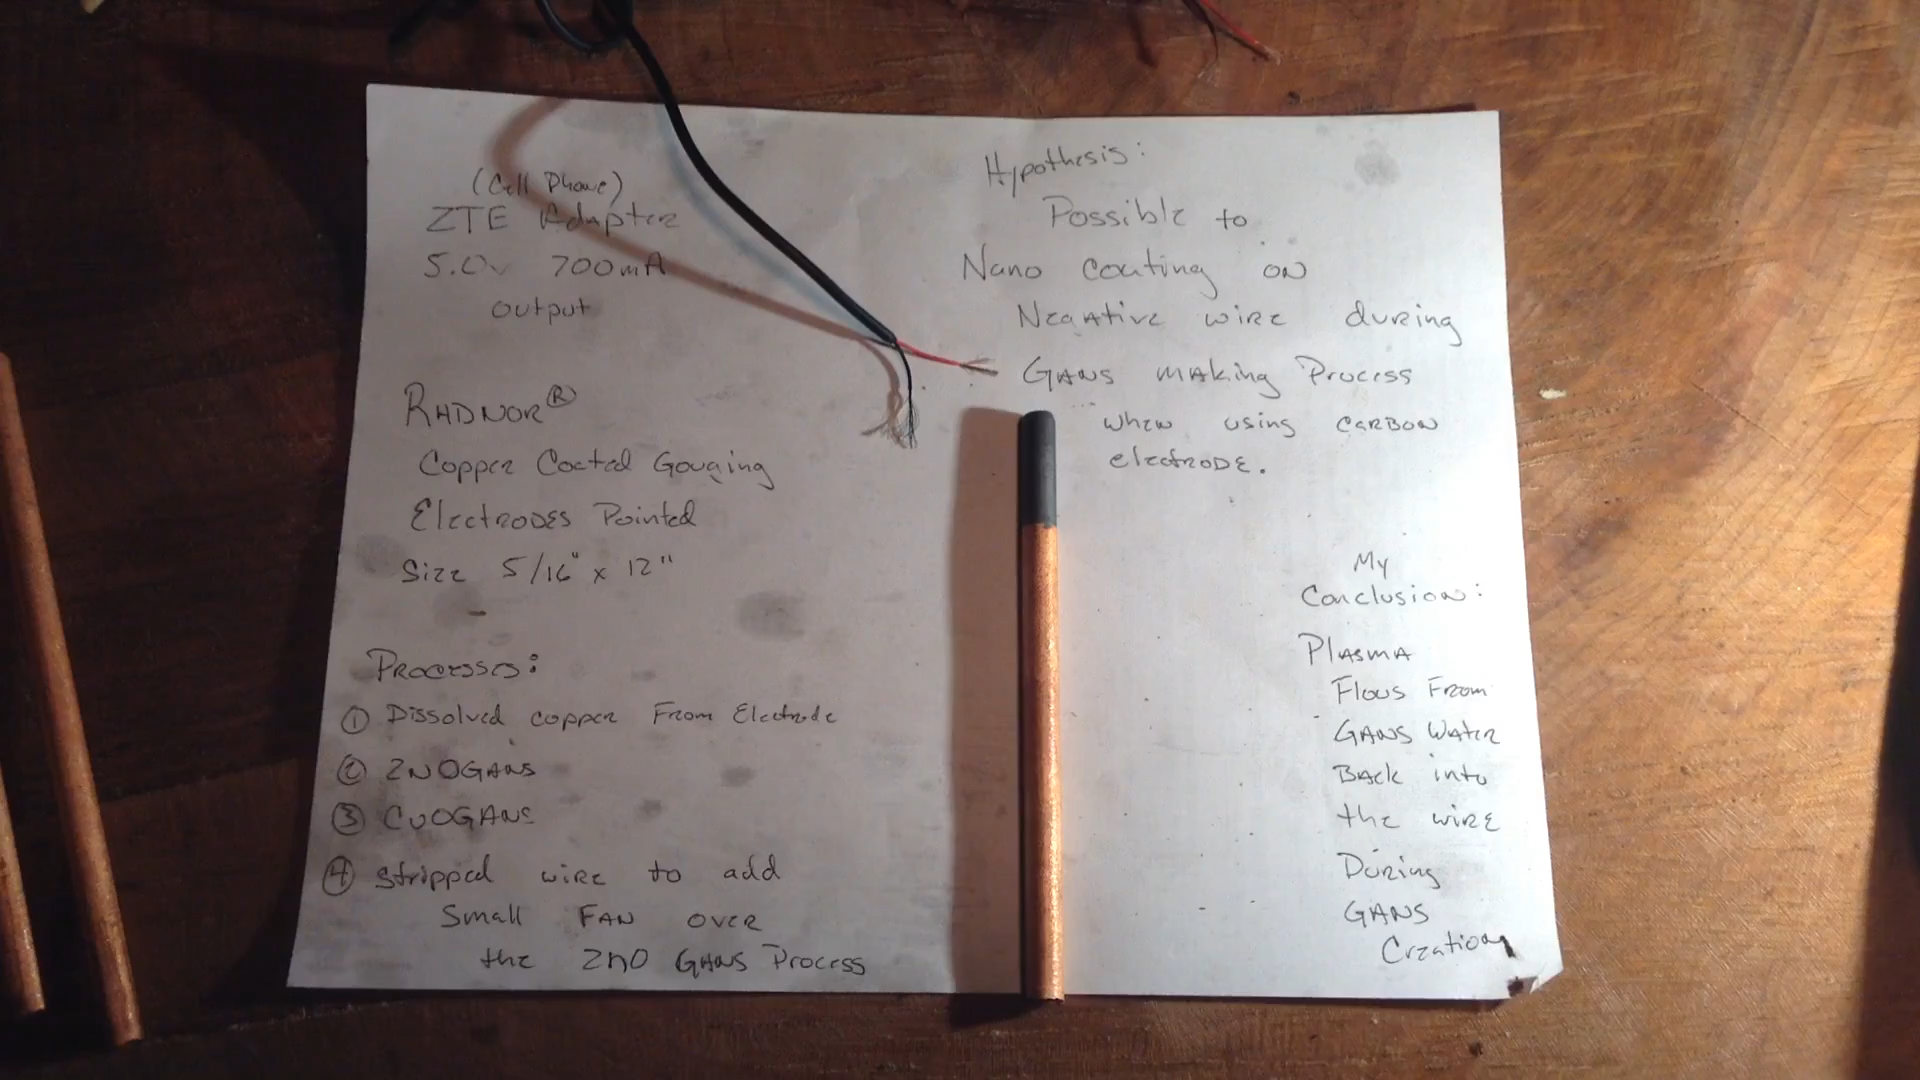 (Cell Phone)
ZTE Adapter
5.0v 700mA
output
RADNOR®
Copper Coated Gouging
Electrodes Pointed
Size 5/16" x 12"
Processes:
① Dissolved copper From Electrode
② ZNOGANS
③ CUOGANS
④ stripped wire to add
Small FAN over
the ZnO GANS Process
Hypothesis:
Possible to
Nano coating on
Negative wire during
GANS making Process
when using carbon
electrode.
My
Conclusion:
Plasma
Flows From
GANS Water
Back into
the wire
During
GANS
Creation